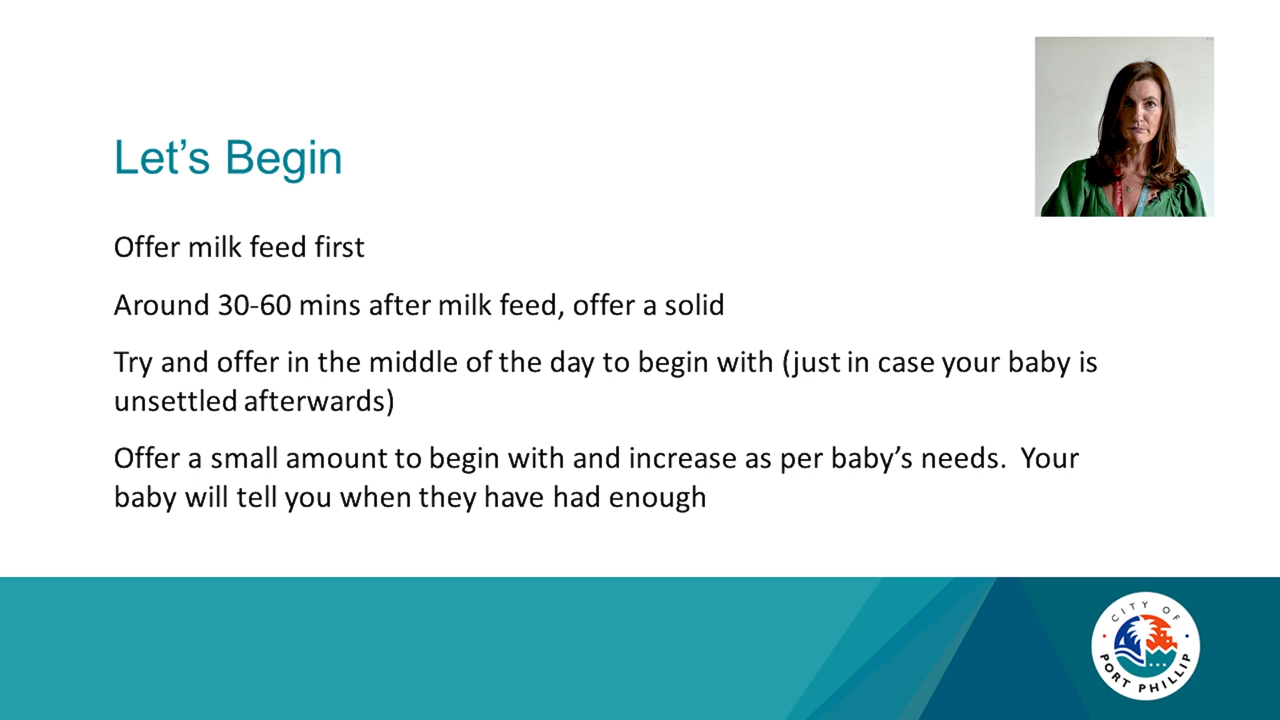 Let’s Begin
Offer milk feed first
Around 30-60 mins after milk feed, offer a solid
Try and offer in the middle of the day to begin with (just in case your baby is
unsettled afterwards)
Offer a small amount to begin with and increase as per baby’s needs.  Your
baby will tell you when they have had enough
CITY OF
PORT PHILLIP